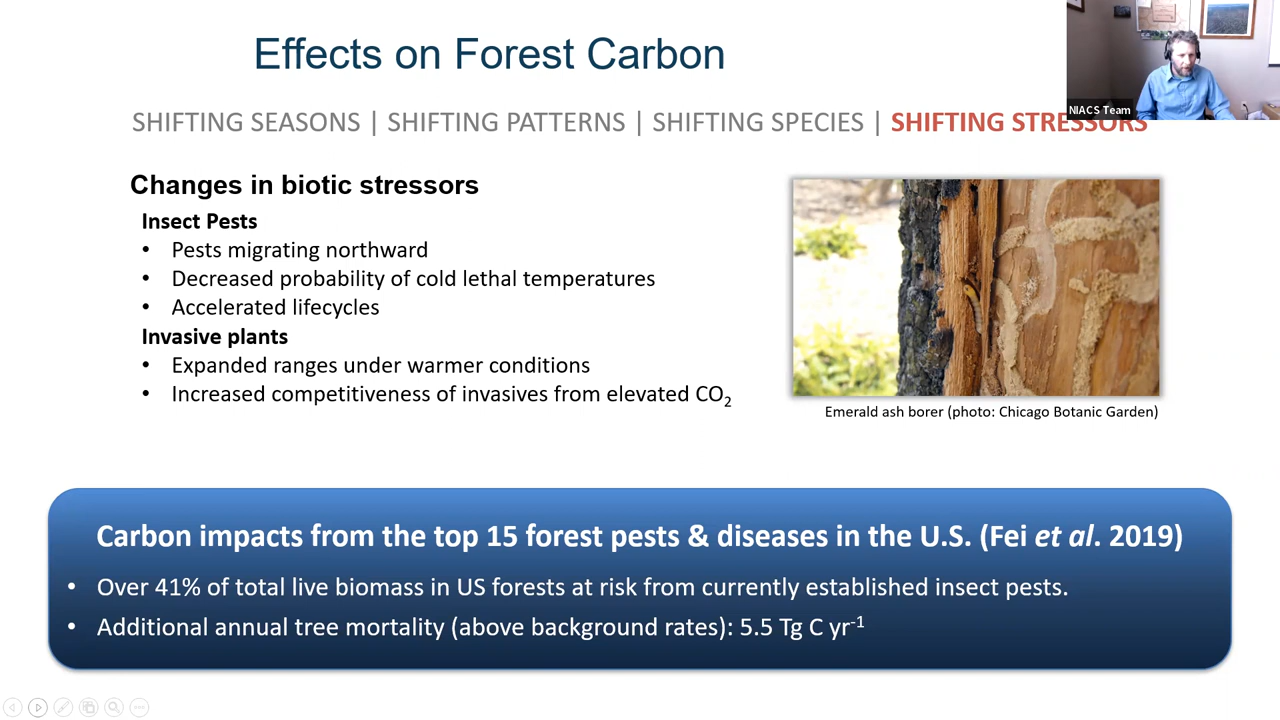 Effects on Forest Carbon
NIACS Team
SHIFTING SEASONS | SHIFTING PATTERNS | SHIFTING SPECIES | SHIFTING STRESSORS
Changes in biotic stressors
Insect Pests
• Pests migrating northward
• Decreased probability of cold lethal temperatures
• Accelerated lifecycles
Invasive plants
• Expanded ranges under warmer conditions
• Increased competitiveness of invasives from elevated CO₂
Emerald ash borer (photo: Chicago Botanic Garden)
Carbon impacts from the top 15 forest pests & diseases in the U.S. (Fei et al. 2019)
• Over 41% of total live biomass in US forests at risk from currently established insect pests.
• Additional annual tree mortality (above background rates): 5.5 Tg C yr⁻¹